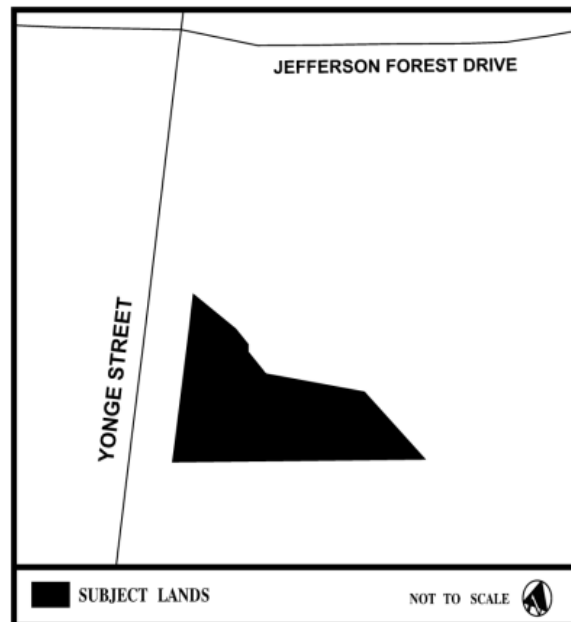 JEFFERSON FOREST DRIVE
YONGE STREET
SUBJECT LANDS
NOT TO SCALE